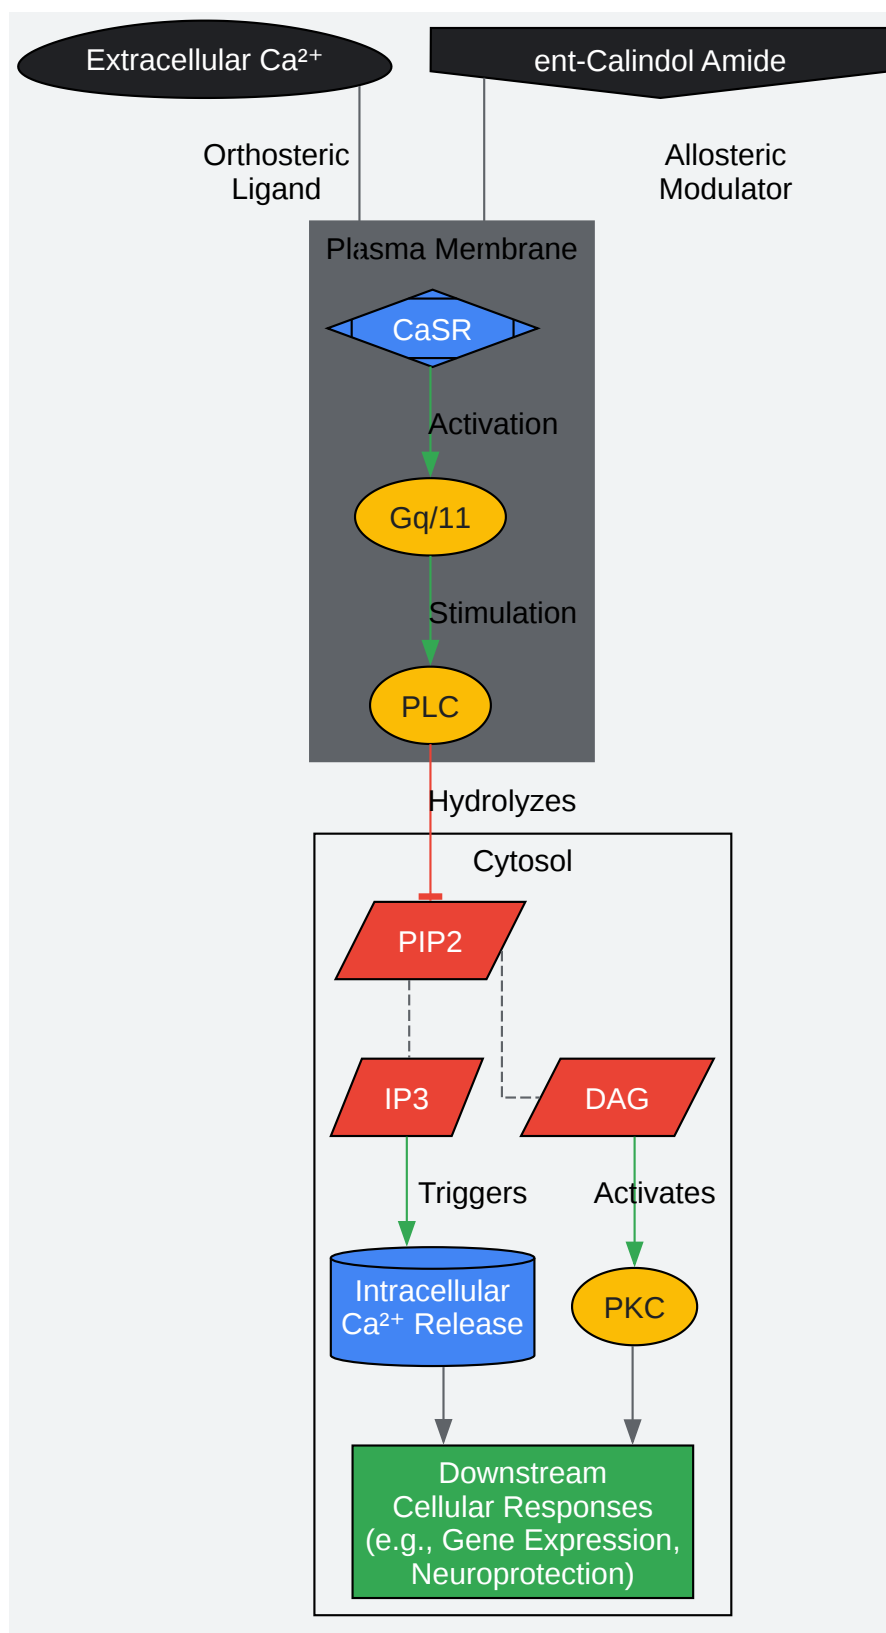 Extracellular Ca²⁺
ent-Calindol Amide
Orthosteric
Ligand
Allosteric
Modulator
Plasma Membrane
CaSR
Activation
Gq/11
Stimulation
PLC
Hydrolyzes
Cytosol
PIP2
IP3
DAG
Triggers
Activates
Intracellular
Ca²⁺ Release
PKC
Downstream
Cellular Responses
(e.g., Gene Expression,
Neuroprotection)